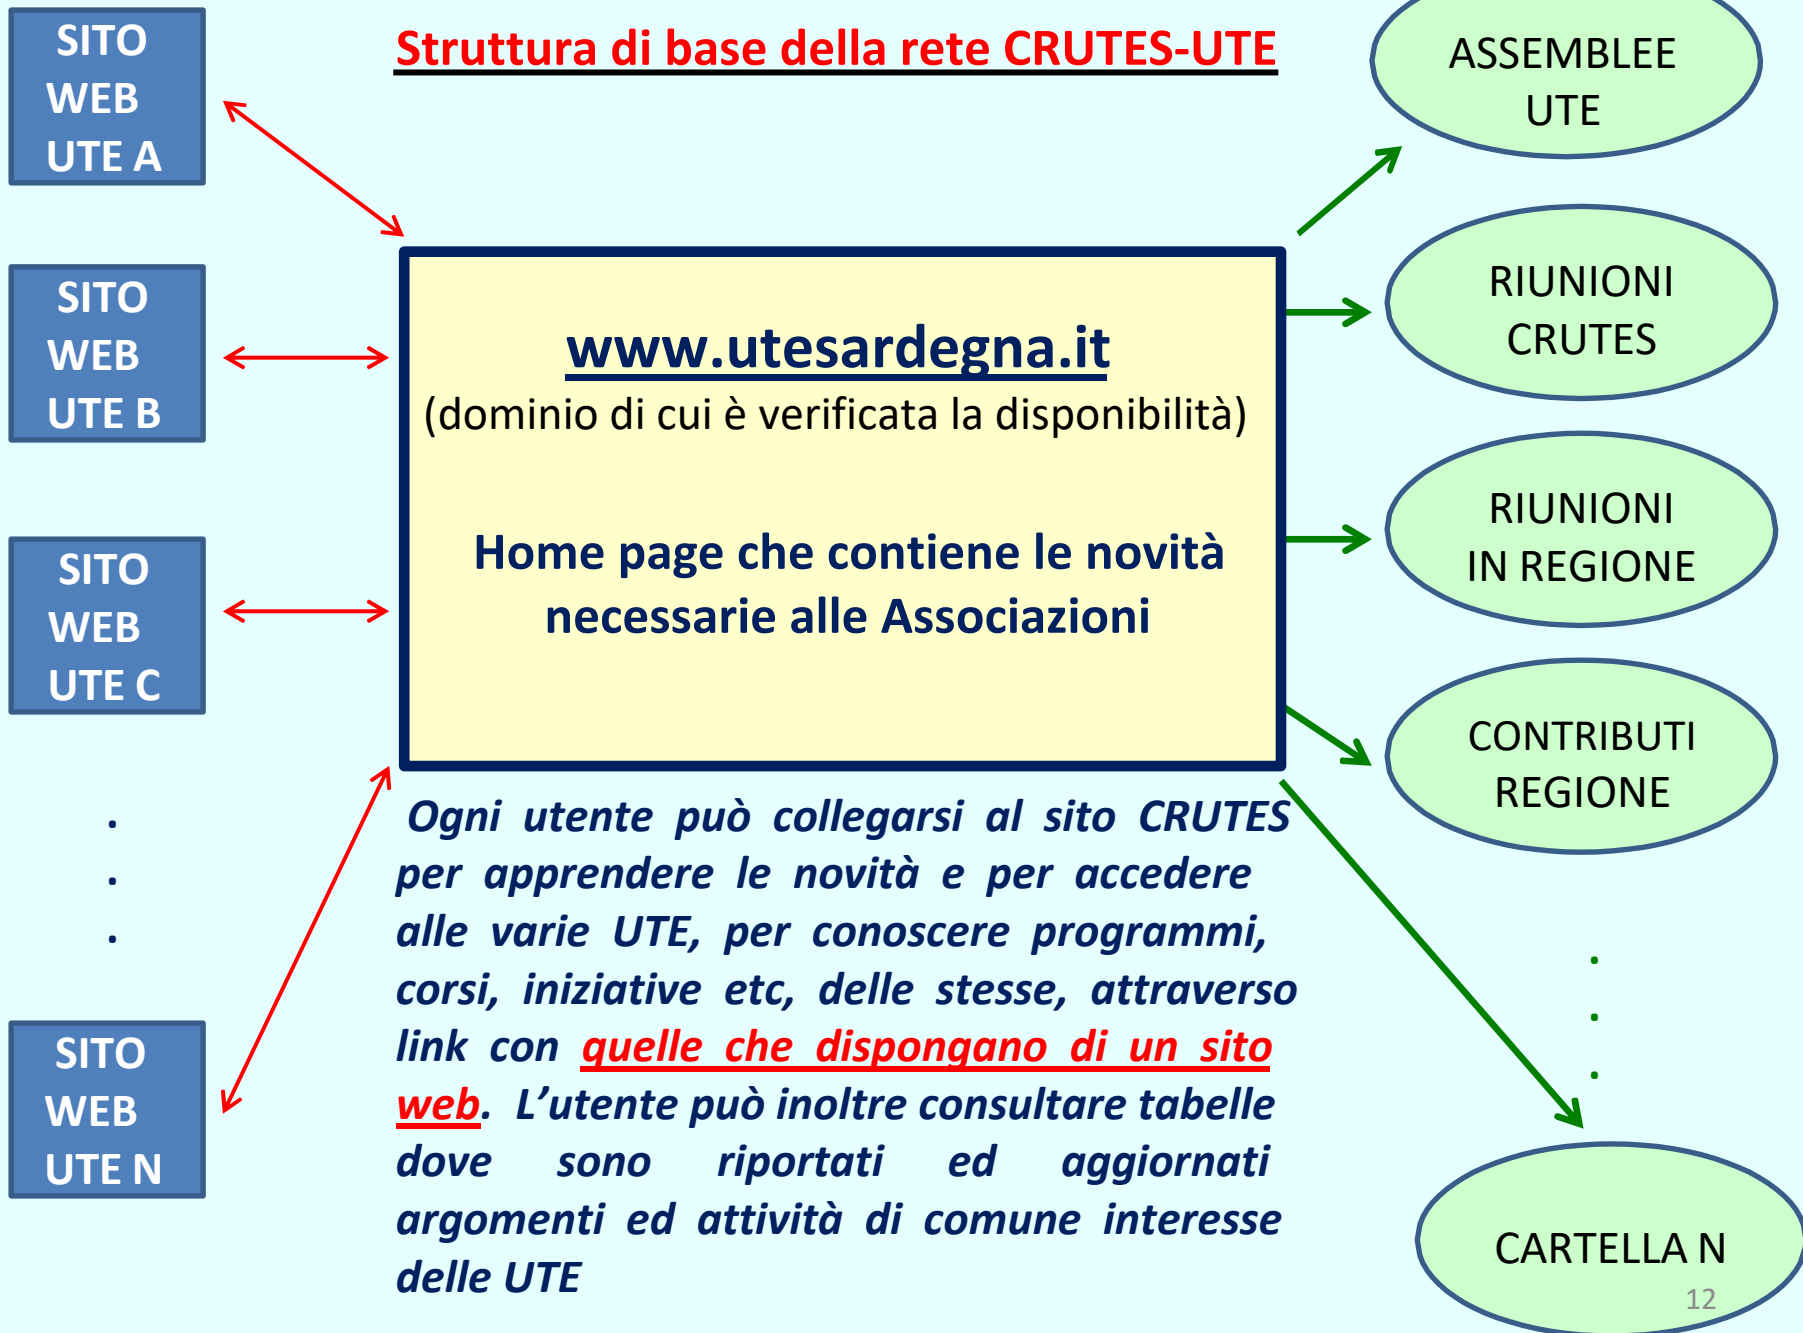 Struttura di base della rete CRUTES-UTE
SITO
WEB
UTE A
SITO
WEB
UTE B
SITO
WEB
UTE C
.
.
.
SITO
WEB
UTE N
www.utesardegna.it
(dominio di cui è verificata la disponibilità)
Home page che contiene le novità
necessarie alle Associazioni
Ogni utente può collegarsi al sito CRUTES
per apprendere le novità e per accedere
alle varie UTE, per conoscere programmi,
corsi, iniziative etc, delle stesse, attraverso
link con quelle che dispongano di un sito
web. L’utente può inoltre consultare tabelle
dove sono riportati ed aggiornati
argomenti ed attività di comune interesse
delle UTE
ASSEMBLEE
UTE
RIUNIONI
CRUTES
RIUNIONI
IN REGIONE
CONTRIBUTI
REGIONE
.
.
.
CARTELLA N
12